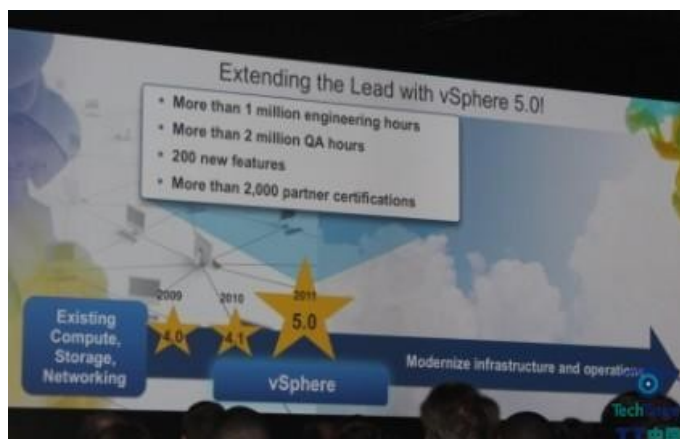 Extending the Lead with vSphere 5.0!
• More than 1 million engineering hours
• More than 2 million QA hours
• 200 new features
• More than 2,000 partner certifications
2009
2010
2011
4.0
4.1
5.0
Existing
Compute,
Storage,
Networking
vSphere
Modernize infrastructure and operations